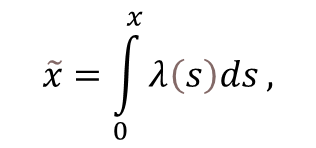 x̃ = ∫₀ˣ λ(s)ds ,